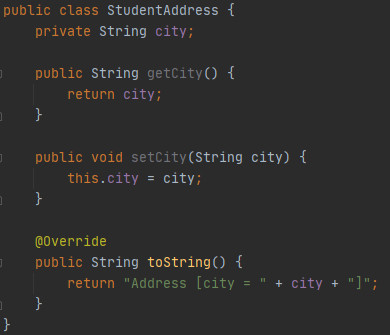 public class StudentAddress {
    private String city;

    public String getCity() {
        return city;
    }

    public void setCity(String city) {
        this.city = city;
    }

    @Override
    public String toString() {
        return "Address [city = " + city + "]";
    }
}